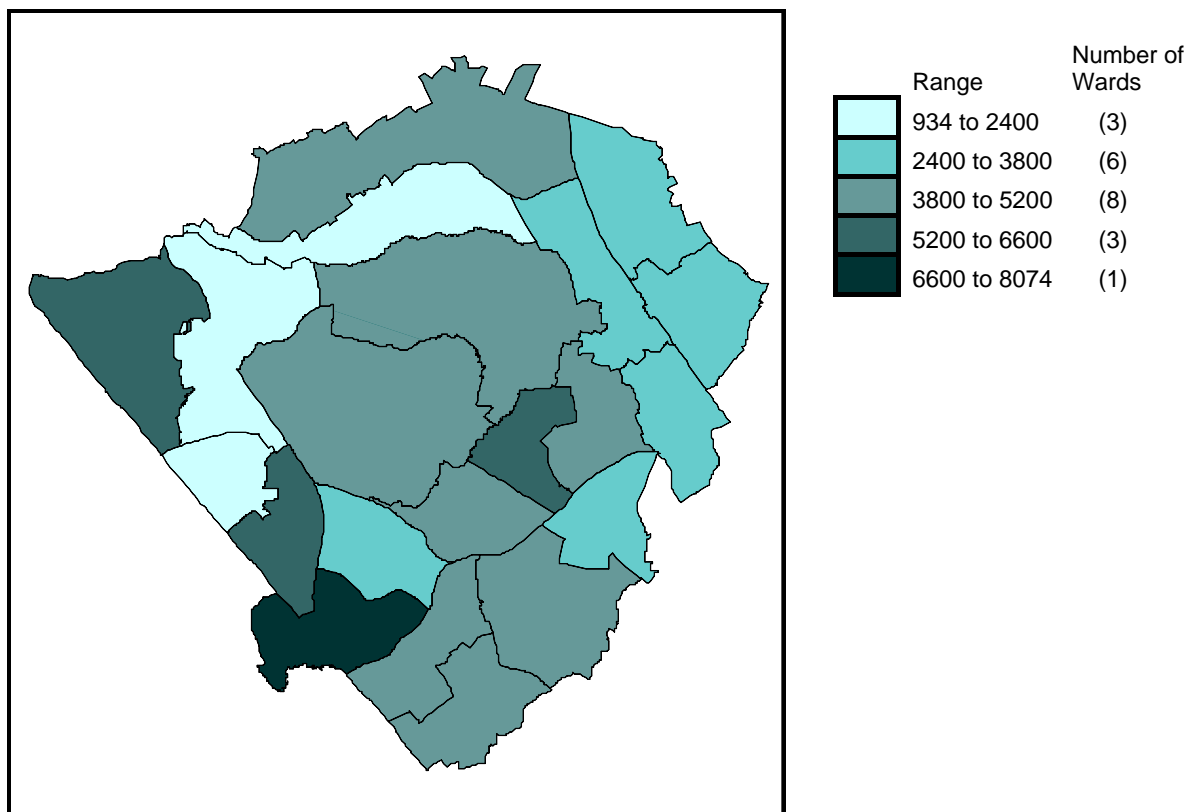 Number of
Range Wards
934 to 2400 (3)
2400 to 3800 (6)
3800 to 5200 (8)
5200 to 6600 (3)
6600 to 8074 (1)